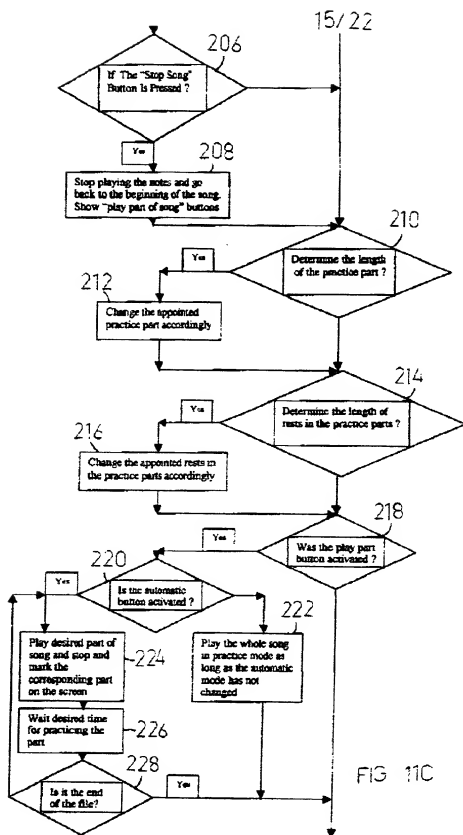 206
15/22
If The "Stop Song"
Button Is Pressed ?
Yes
208
Stop playing the notes and go
back to the beginning of the song.
Show "play part of song" buttons
210
Yes
Determine the length
of the practice part ?
212
Change the appointed
practice part accordingly
214
Yes
Determine the length of
rests in the practice parts ?
216
Change the appointed rests in
the practice parts accordingly
218
Yes
Was the play part
button activated ?
220
Yes
Is the automatic
button activated ?
222
Play the whole song
in practice mode as
long as the automatic
mode has not
changed
Play desired part of
song and stop and
mark the
corresponding part
on the screen
224
Wait desired time
for practicing the
part
226
228
Is it the end
of the file?
Yes
FIG 11C